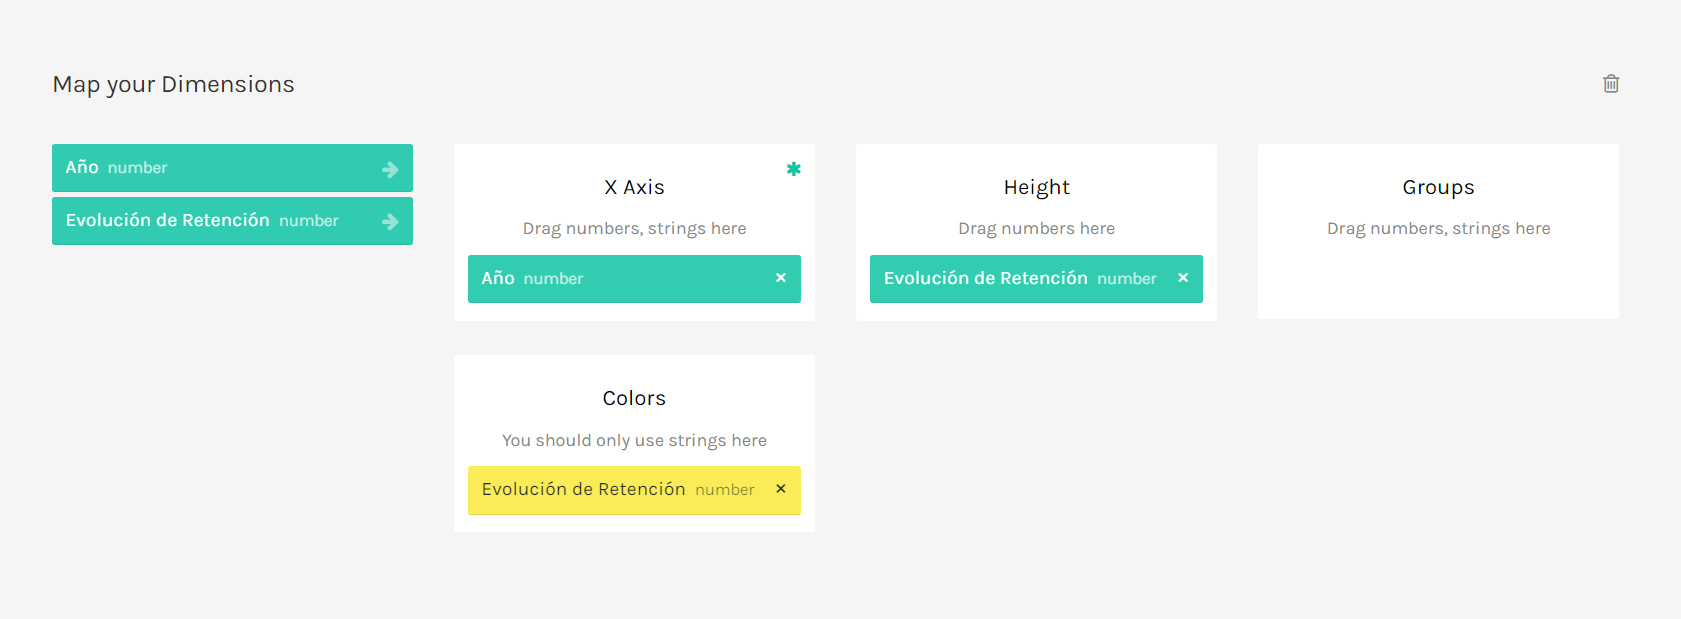 Map your Dimensions
Año number
Evolución de Retención number
X Axis
Drag numbers, strings here
Año number ×
Height
Drag numbers here
Evolución de Retención number ×
Groups
Drag numbers, strings here
Colors
You should only use strings here
Evolución de Retención number ×